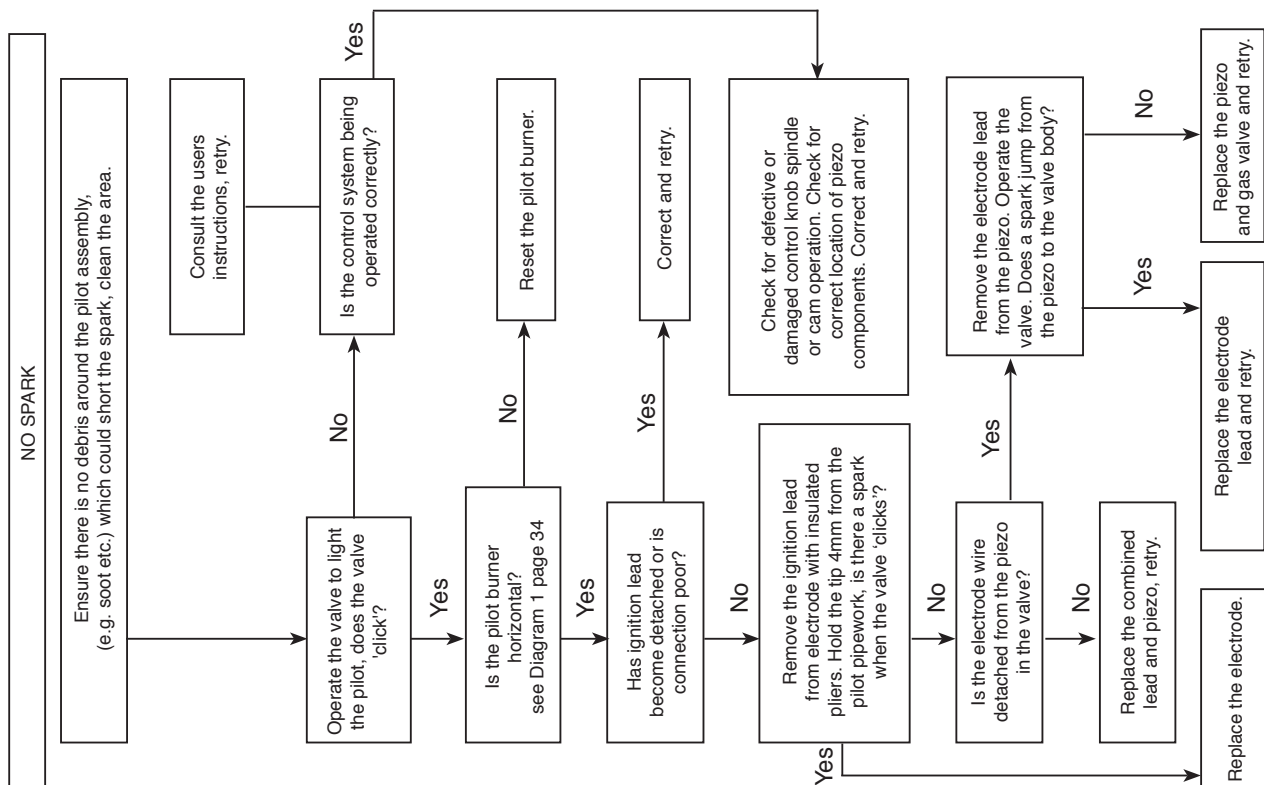 NO SPARK
Ensure there is no debris around the pilot assembly,
(e.g. soot etc.) which could short the spark, clean the area.
Consult the users
instructions, retry.
Operate the valve to light
the pilot, does the valve
'click'?
No
Is the control system being
operated correctly?
Yes
Yes
Is the pilot burner
horizontal?
see Diagram 1 page 34
No
Reset the pilot burner.
Yes
Has ignition lead
become detached or is
connection poor?
Yes
Correct and retry.
No
Remove the ignition lead
from electrode with insulated
pliers. Hold the tip 4mm from the
pilot pipework, is there a spark
when the valve ‘clicks’?
Check for defective or
damaged control knob spindle
or cam operation. Check for
correct location of piezo
components. Correct and retry.
Yes
No
Is the electrode wire
detached from the piezo
in the valve?
Yes
Remove the electrode lead
from the piezo. Operate the
valve. Does a spark jump from
the piezo to the valve body?
No
Replace the combined
lead and piezo, retry.
Yes
No
Replace the electrode.
Replace the electrode
lead and retry.
Replace the piezo
and gas valve and retry.